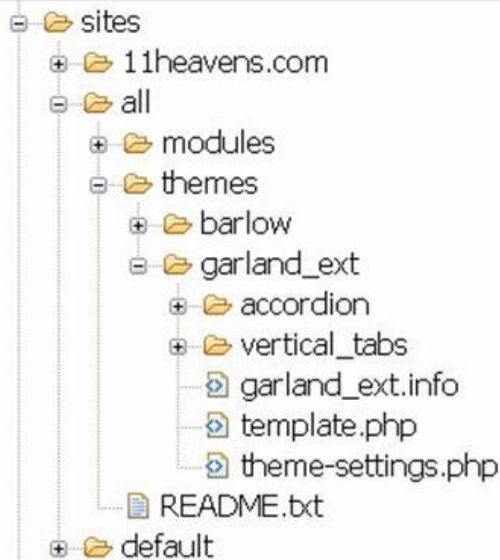 sites
11heavens.com
all
modules
themes
barlow
garland_ext
accordion
vertical_tabs
garland_ext.info
template.php
theme-settings.php
README.txt
default